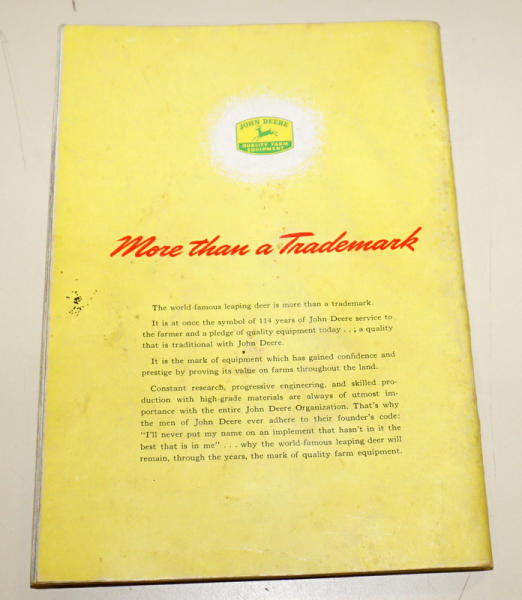 JOHN DEERE
QUALITY FARM
EQUIPMENT
More than a Trademark
The world-famous leaping deer is more than a trademark.
It is at once the symbol of 114 years of John Deere service to
the farmer and a pledge of quality equipment today . . ; a quality
that is traditional with John Deere.
It is the mark of equipment which has gained confidence and
prestige by proving its value on farms throughout the land.
Constant research, progressive engineering, and skilled pro-
duction with high-grade materials are always of utmost im-
portance with the entire John Deere Organization. That's why
the men of John Deere ever adhere to their founder's code:
"I'll never put my name on an implement that hasn't in it the
best that is in me" . . . why the world-famous leaping deer will
remain, through the years, the mark of quality farm equipment.